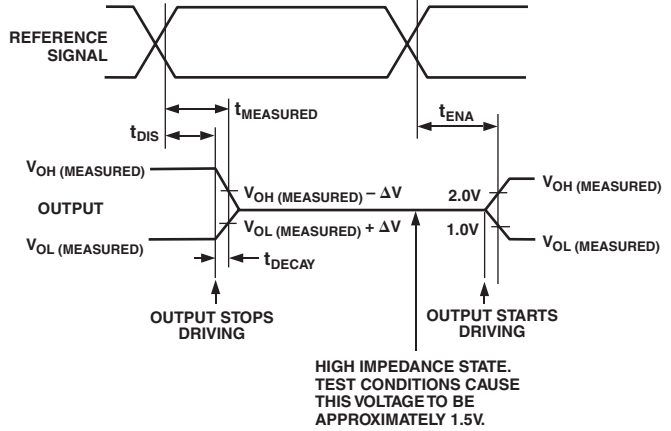 REFERENCE
SIGNAL
tMEASURED
tENA
tDIS
VOH (MEASURED)
VOH (MEASURED) – ΔV
2.0V
VOH (MEASURED)
OUTPUT
VOL (MEASURED) + ΔV
1.0V
VOL (MEASURED)
VOL (MEASURED)
tDECAY
OUTPUT STOPS
DRIVING
OUTPUT STARTS
DRIVING
HIGH IMPEDANCE STATE.
TEST CONDITIONS CAUSE
THIS VOLTAGE TO BE
APPROXIMATELY 1.5V.